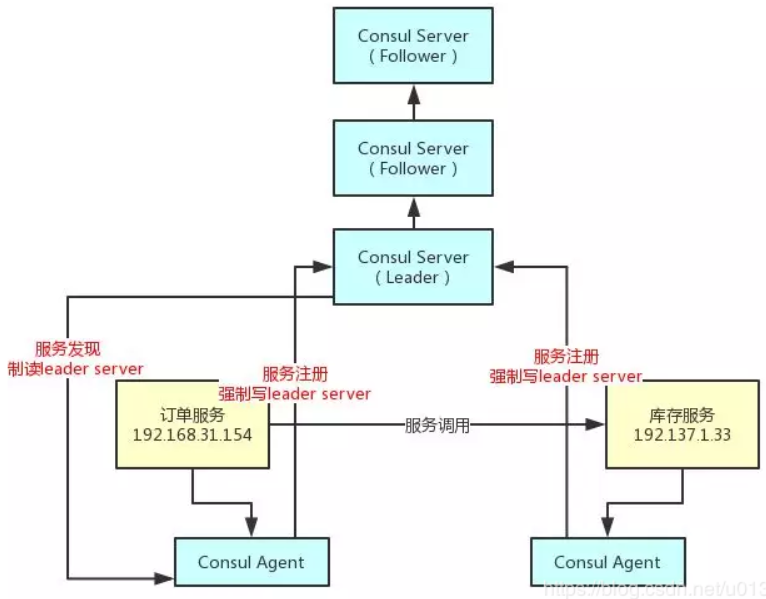 Consul Server
（Follower）
Consul Server
（Follower）
Consul Server
（Leader）
服务发现
制读leader server
服务注册
强制写leader server
服务注册
强制写leader server
订单服务
192.168.31.154
服务调用
库存服务
192.137.1.33
Consul Agent
Consul Agent
https://blog.csdn.net/u013